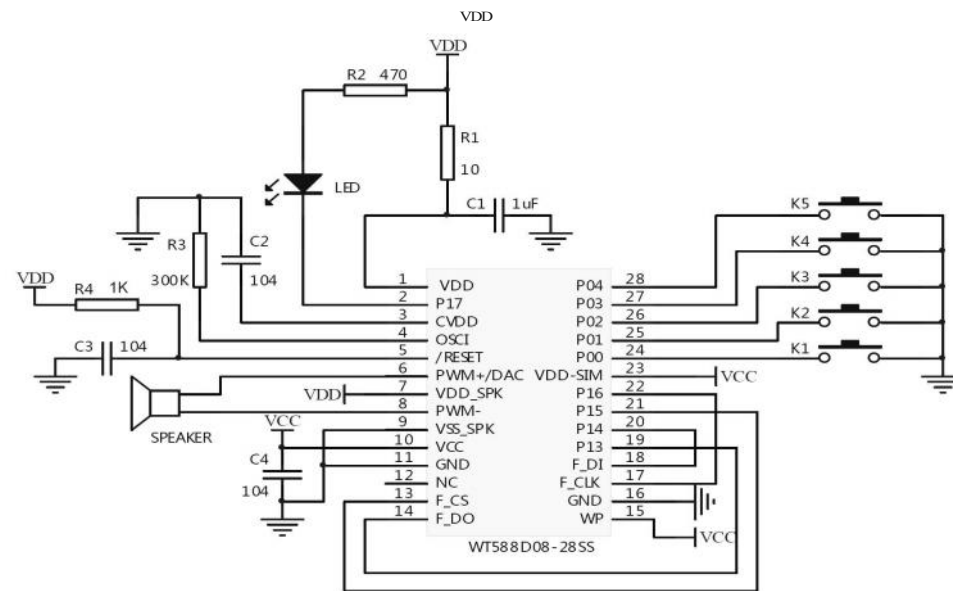 VDD
VDD
R2 470
R1
10
LED
C1 1uF
K5
K4
K3
K2
K1
R3
300K
C2
104
VDD
R4 1K
C3 104
SPEAKER
VDD
VCC
C4
104
1 VDD P04 28
2 P17 P03 27
3 CVDD P02 26
4 OSCI P01 25
5 /RESET P00 24
6 PWM+/DAC VDD-SIM 23 VCC
7 VDD_SPK P16 22
8 PWM- P15 21
9 VSS_SPK P14 20
10 VCC P13 19
11 GND F_DI 18
12 NC F_CLK 17
13 F_CS GND 16
14 F_DO WP 15
VCC
WT588D08-28SS